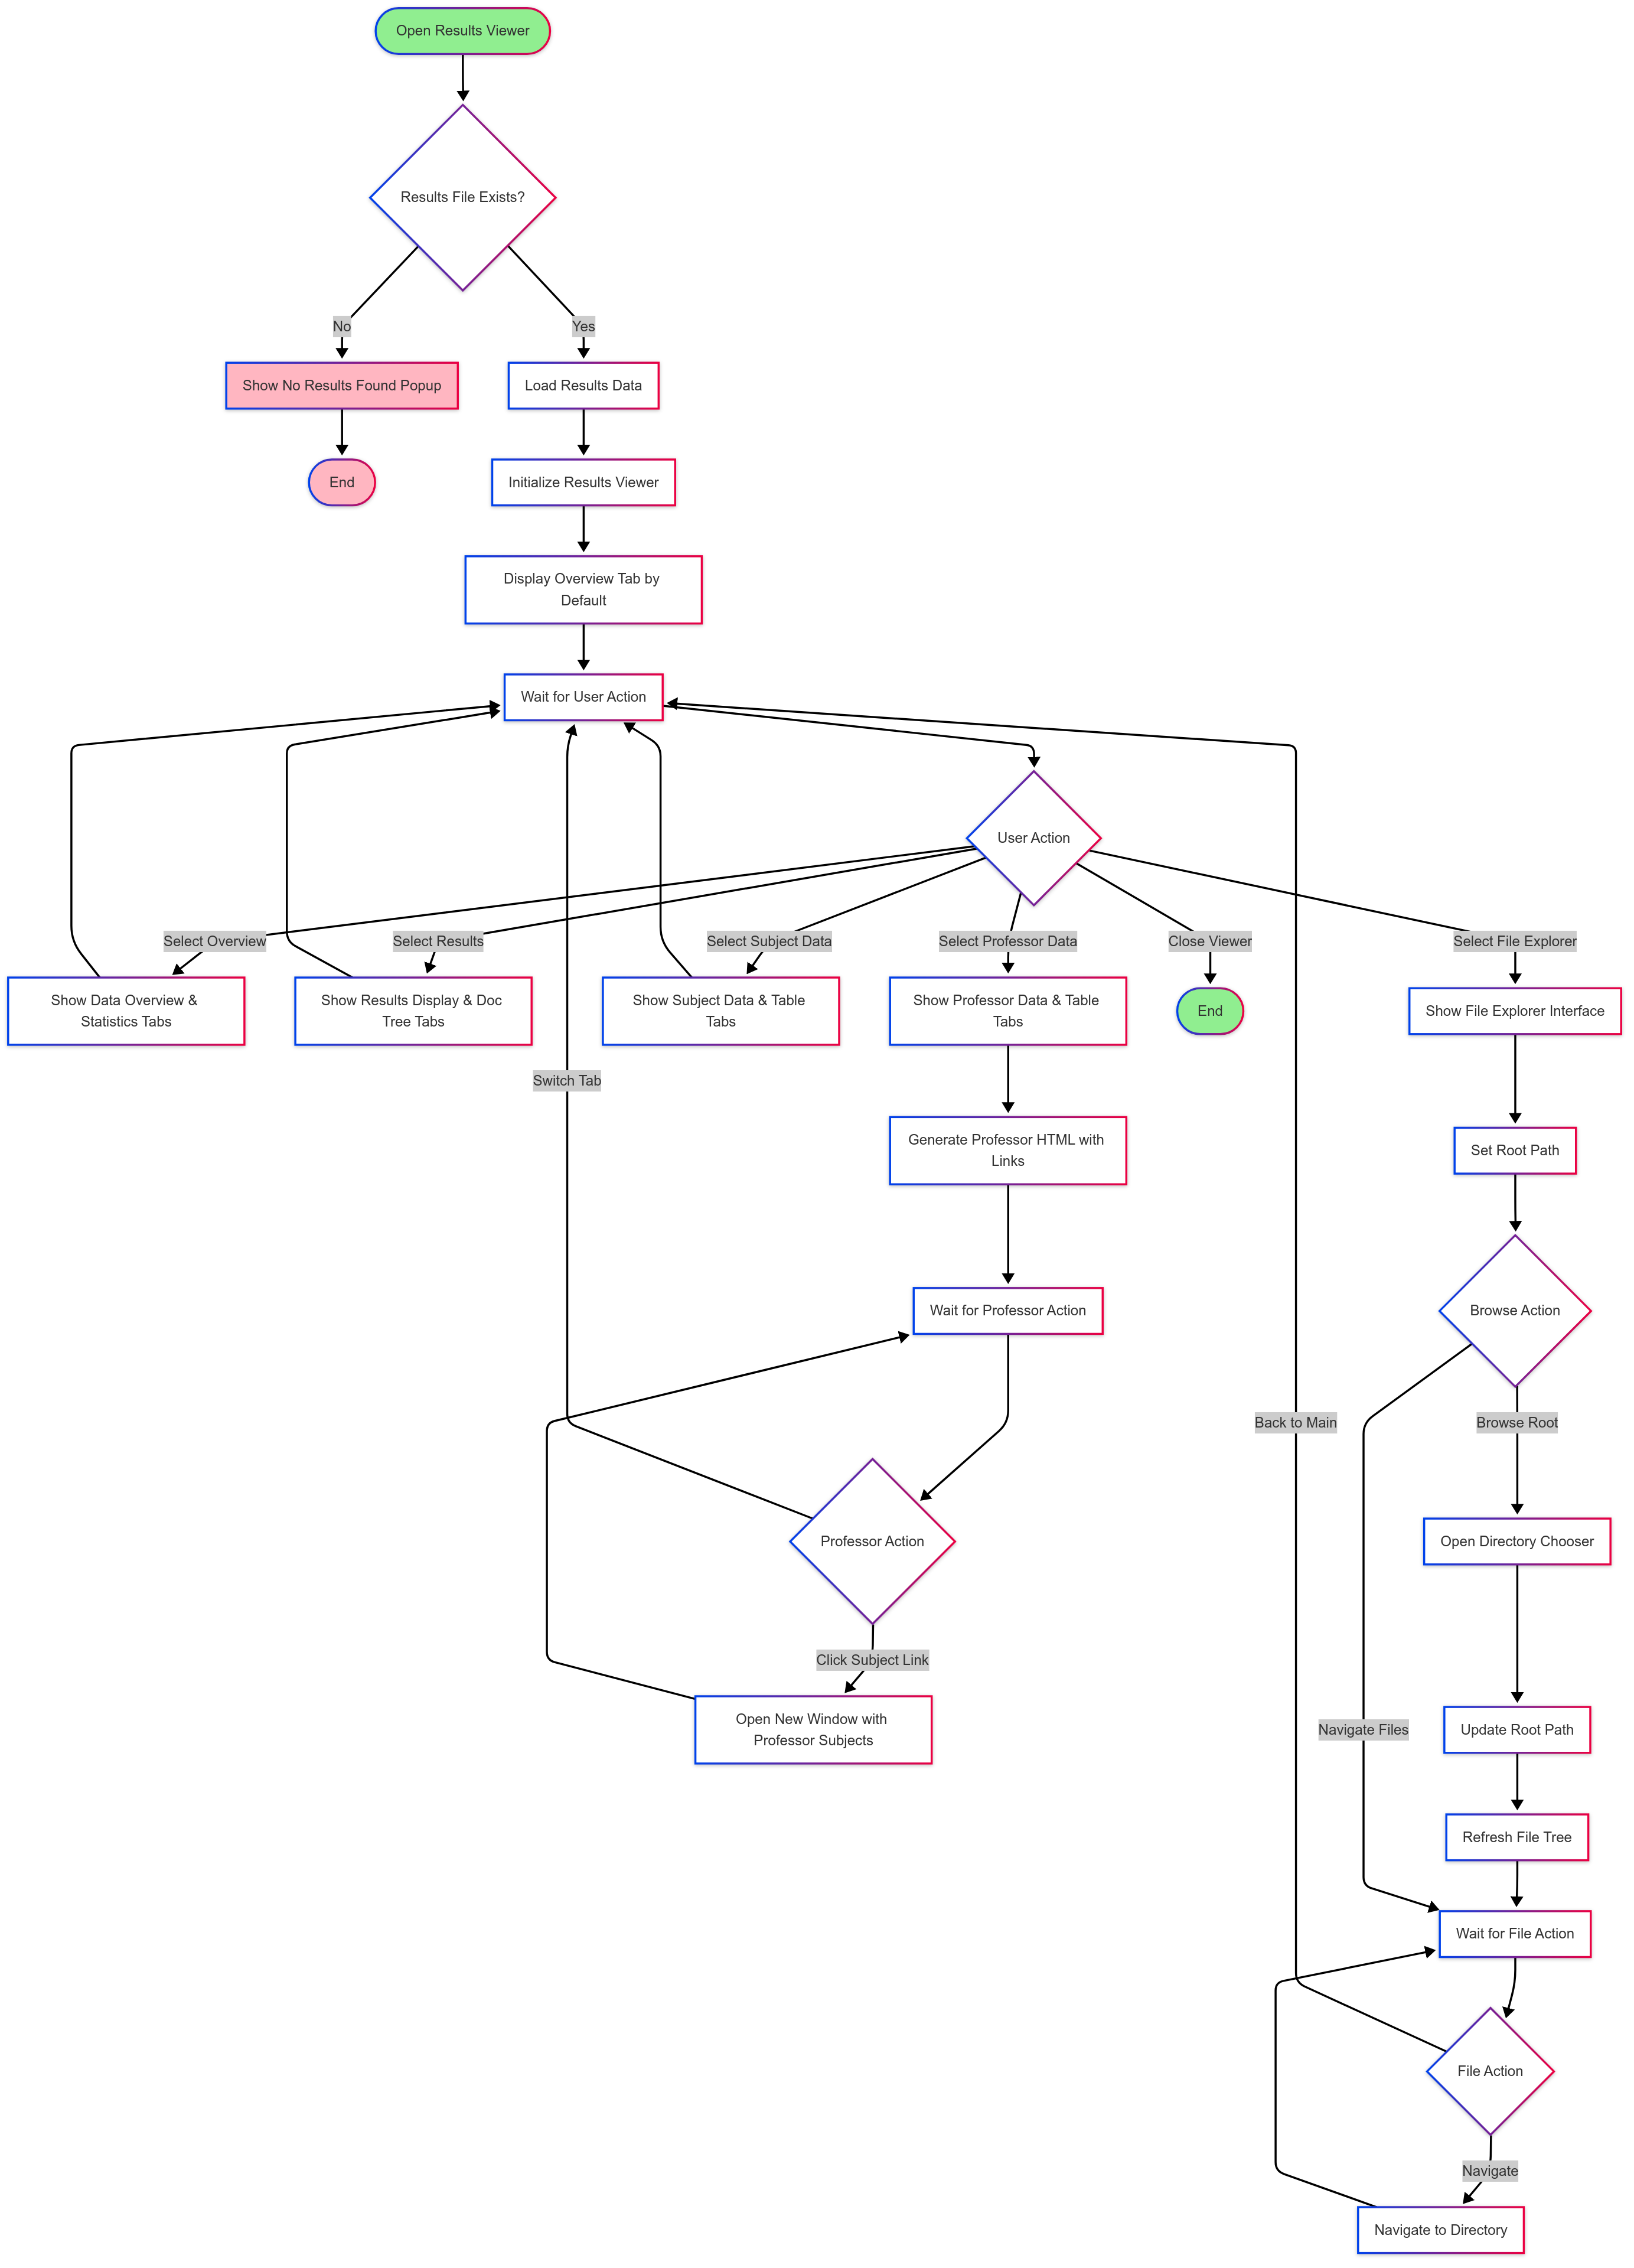 Open Results Viewer
Results File Exists?
No
Yes
Show No Results Found Popup
Load Results Data
End
Initialize Results Viewer
Display Overview Tab by
Default
Wait for User Action
User Action
Select Overview
Select Results
Select Subject Data
Select Professor Data
Close Viewer
Select File Explorer
Show Data Overview &
Statistics Tabs
Show Results Display & Doc
Tree Tabs
Show Subject Data & Table
Tabs
Show Professor Data & Table
Tabs
End
Show File Explorer Interface
Switch Tab
Generate Professor HTML with
Links
Set Root Path
Wait for Professor Action
Browse Action
Back to Main
Browse Root
Professor Action
Open Directory Chooser
Click Subject Link
Open New Window with
Professor Subjects
Navigate Files
Update Root Path
Refresh File Tree
Wait for File Action
File Action
Navigate
Navigate to Directory